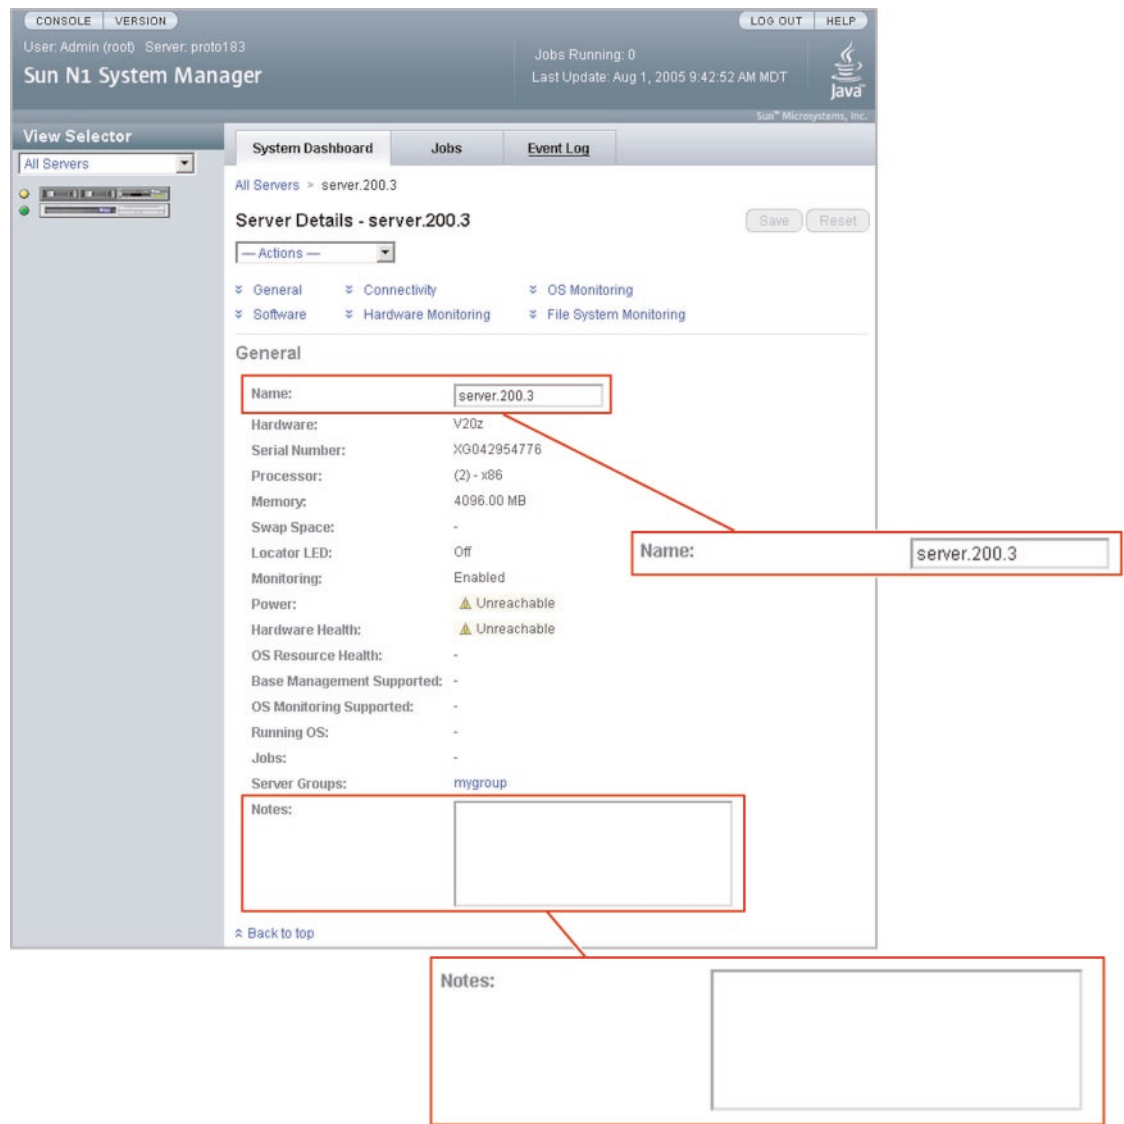 CONSOLE VERSION LOG OUT HELP
User: Admin (root) Server: proto183
Jobs Running: 0
Sun N1 System Manager
Last Update: Aug 1, 2005 9:42:52 AM MDT
Java™
Sun™ Microsystems, Inc.
View Selector
All Servers
System Dashboard Jobs Event Log
All Servers > server.200.3
Server Details - server.200.3 Save Reset
— Actions —
General Connectivity OS Monitoring
Software Hardware Monitoring File System Monitoring
General
Name: server.200.3
Hardware: V20z
Serial Number: XG042954776
Processor: (2) - x86
Memory: 4096.00 MB
Swap Space: -
Locator LED: Off
Monitoring: Enabled
Power: Unreachable
Hardware Health: Unreachable
OS Resource Health: -
Base Management Supported: -
OS Monitoring Supported: -
Running OS: -
Jobs: -
Server Groups: mygroup
Notes:
Back to top
Name: server.200.3
Notes: